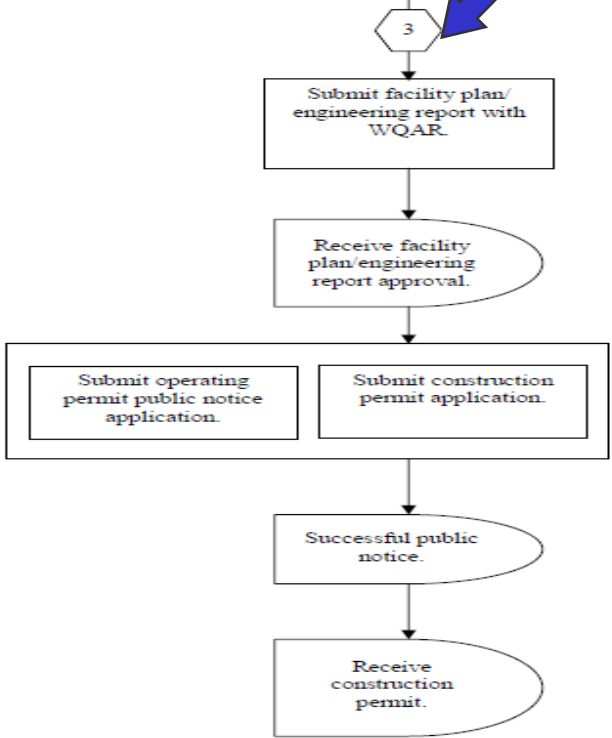 3
Submit facility plan/
engineering report with
WQAR.
Receive facility
plan/engineering
report approval.
Submit operating
permit public notice
application.
Submit construction
permit application.
Successful public
notice.
Receive
construction
permit.